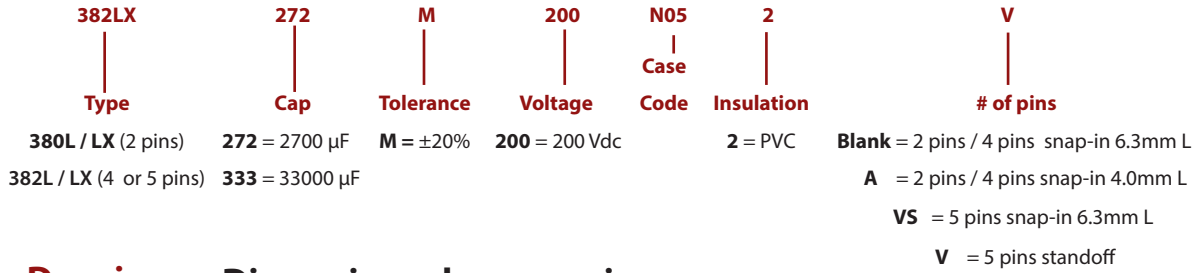 382LX 272 M 200 N05 2 V
Case
Type Cap Tolerance Voltage Code Insulation # of pins
380L / LX (2 pins) 272 = 2700 µF M = ±20% 200 = 200 Vdc 2 = PVC Blank = 2 pins / 4 pins snap-in 6.3mm L
382L / LX (4 or 5 pins) 333 = 33000 µF A = 2 pins / 4 pins snap-in 4.0mm L
VS = 5 pins snap-in 6.3mm L
V = 5 pins standoff